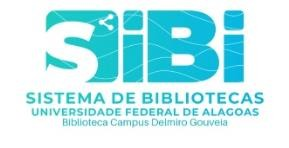 SiBi
SISTEMA DE BIBLIOTECAS
UNIVERSIDADE FEDERAL DE ALAGOAS
Biblioteca Campus Delmiro Gouveia